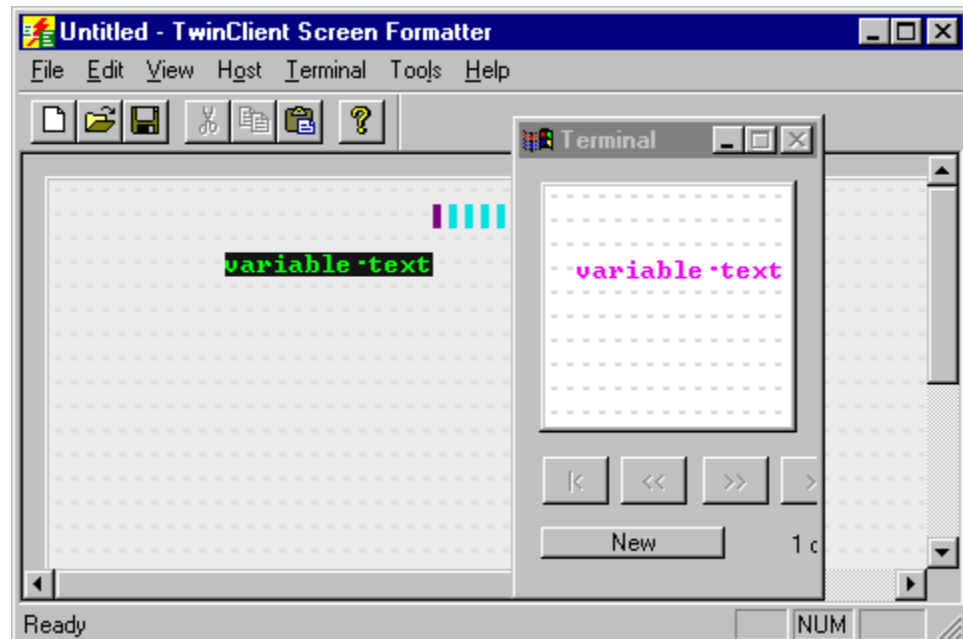 Untitled - TwinClient Screen Formatter
File Edit View Host Terminal Tools Help
Terminal
variable·text
variable·text
|< << >> >
New 1 o
Ready NUM